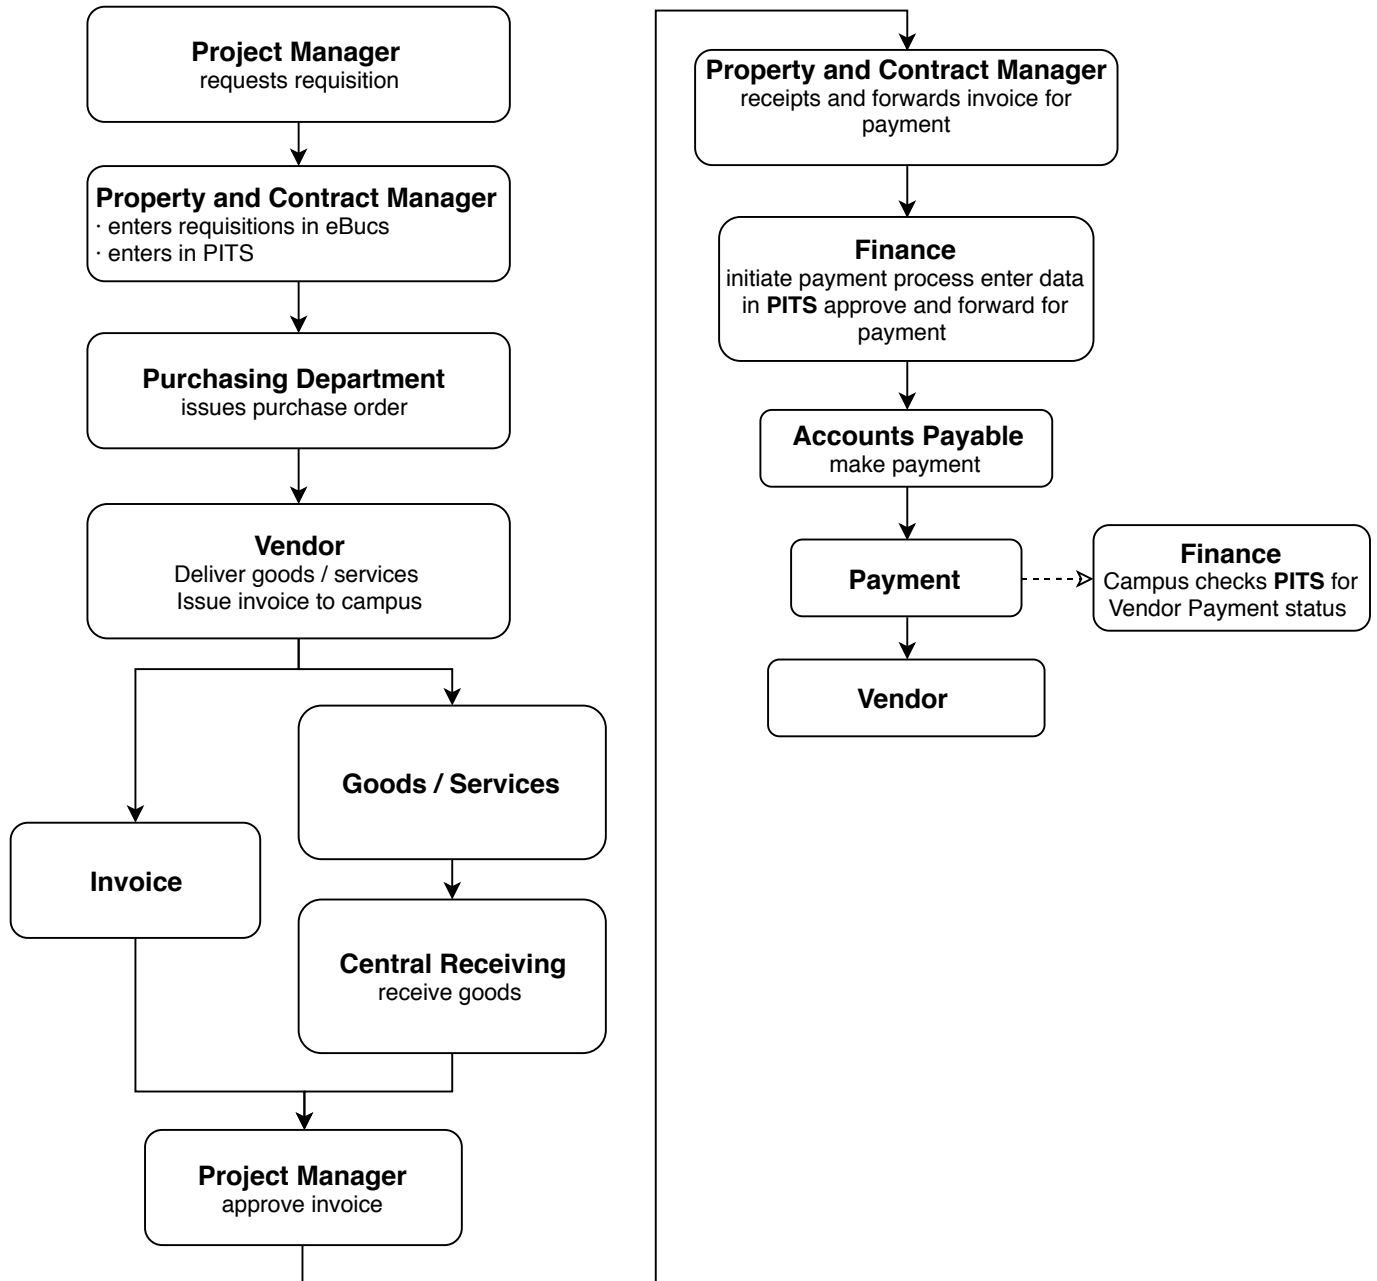 Project Manager
requests requisition
Property and Contract Manager
· enters requisitions in eBucs
· enters in PITS
Purchasing Department
issues purchase order
Vendor
Deliver goods / services
Issue invoice to campus
Goods / Services
Invoice
Central Receiving
receive goods
Project Manager
approve invoice
Property and Contract Manager
receipts and forwards invoice for
payment
Finance
initiate payment process enter data
in PITS approve and forward for
payment
Accounts Payable
make payment
Payment
Finance
Campus checks PITS for
Vendor Payment status
Vendor